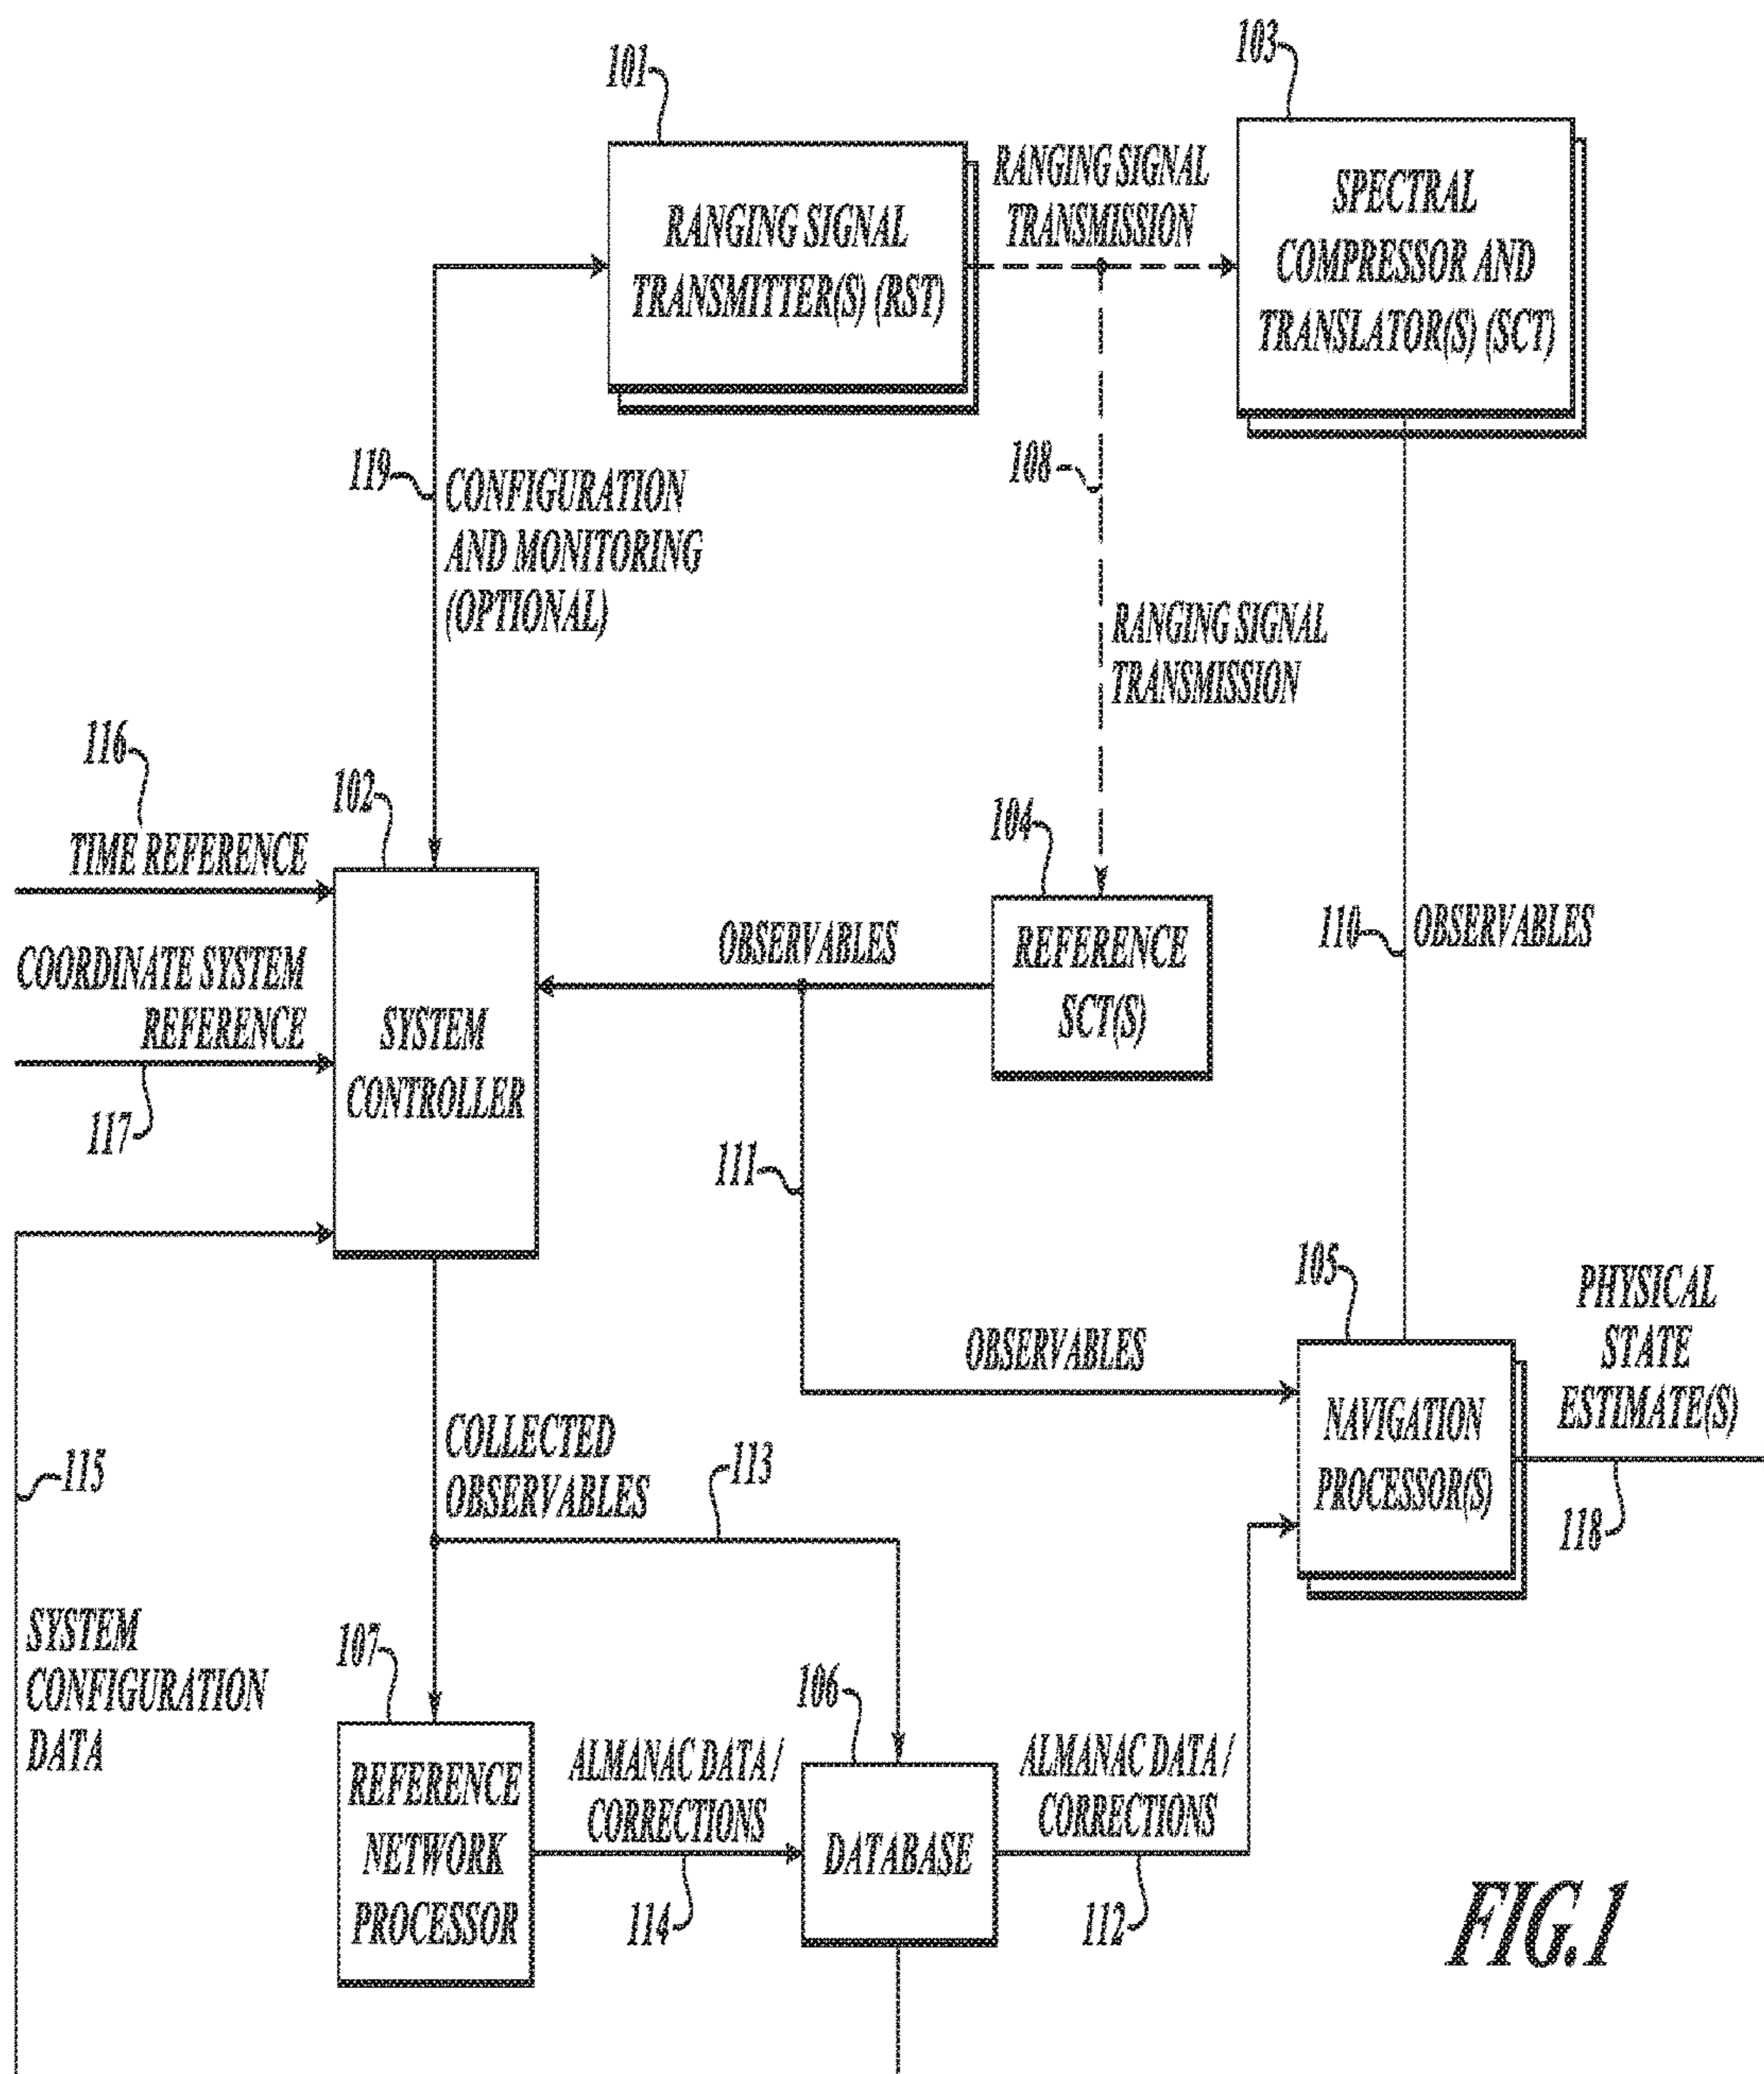 101
103
RANGING SIGNAL
TRANSMITTER(S) (RST)
RANGING SIGNAL
TRANSMISSION
SPECTRAL
COMPRESSOR AND
TRANSLATOR(S) (SCT)
119
CONFIGURATION
AND MONITORING
(OPTIONAL)
108
RANGING SIGNAL
TRANSMISSION
116
TIME REFERENCE
102
104
COORDINATE SYSTEM
REFERENCE
117
SYSTEM
CONTROLLER
OBSERVABLES
REFERENCE
SCT(S)
110
OBSERVABLES
111
105
PHYSICAL
STATE
ESTIMATE(S)
OBSERVABLES
NAVIGATION
PROCESSOR(S)
118
115
COLLECTED
OBSERVABLES
113
SYSTEM
CONFIGURATION
DATA
107
106
REFERENCE
NETWORK
PROCESSOR
ALMANAC DATA /
CORRECTIONS
114
DATABASE
ALMANAC DATA /
CORRECTIONS
112
FIG.1